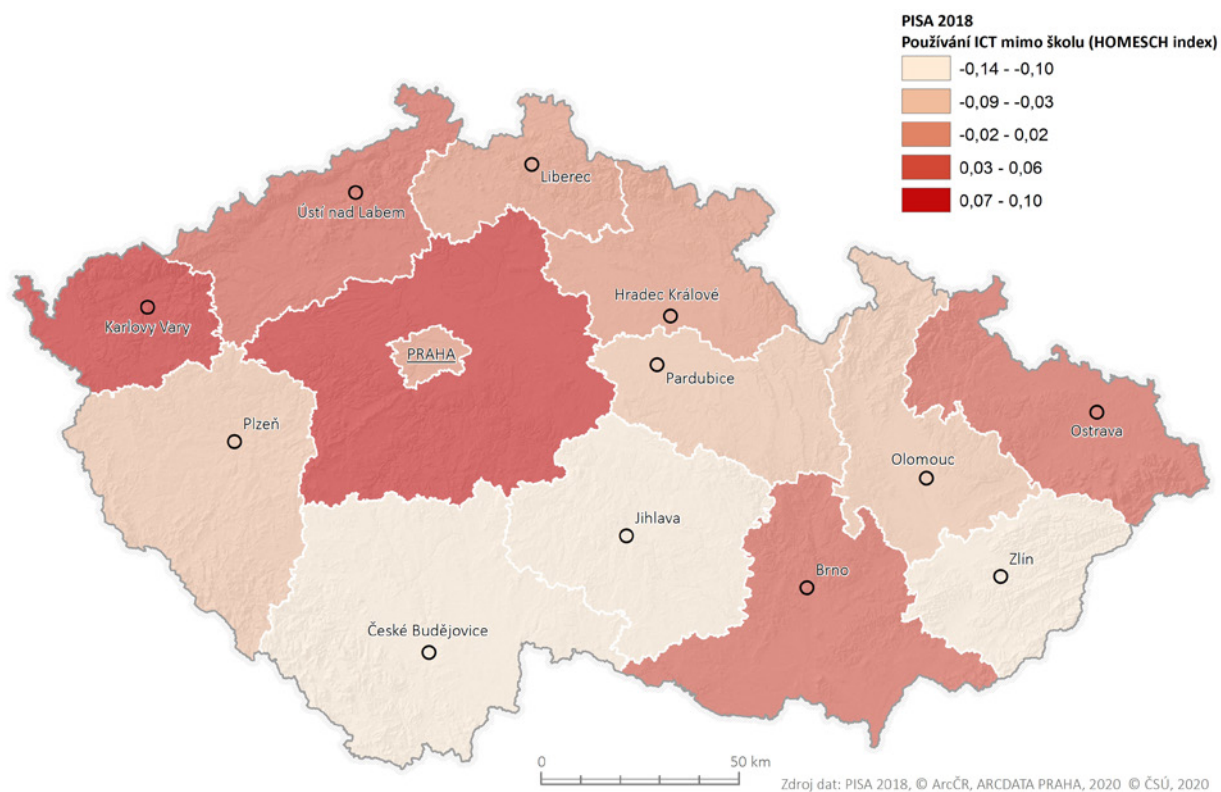 PISA 2018
Používání ICT mimo školu (HOMESCH index)
-0,14 - -0,10
-0,09 - -0,03
-0,02 - 0,02
0,03 - 0,06
0,07 - 0,10
Liberec
Ústí nad Labem
Hradec Králové
Karlovy Vary
PRAHA
Pardubice
Plzeň
Ostrava
Olomouc
Jihlava
Zlín
Brno
České Budějovice
0 50 km
Zdroj dat: PISA 2018, © ArcČR, ARCDATA PRAHA, 2020 © ČSÚ, 2020